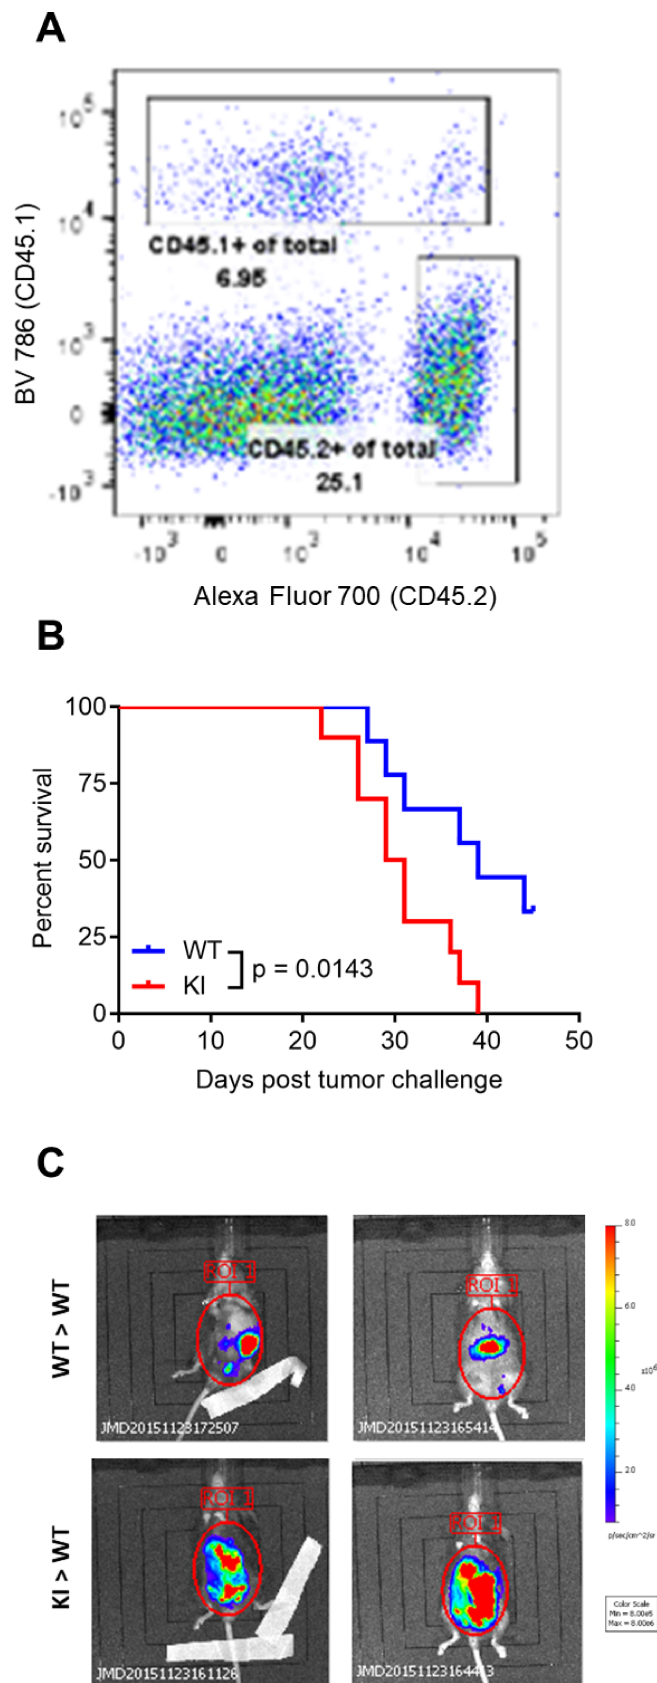 A
BV 786 (CD45.1)
10^5
10^4
10^3
0
-10^3
CD45.1+ of total
6.95
CD45.2+ of total
25.1
-10^3 0 10^3 10^4 10^5
Alexa Fluor 700 (CD45.2)
B
Percent survival
100
75
50
25
0
WT
KI
p = 0.0143
0 10 20 30 40 50
Days post tumor challenge
C
WT > WT
ROI 1
JMD20151123172507
ROI 1
JMD20151123165414
8.0
6.0
4.0
x10^6
2.0
p/sec/cm^2/sr
KI > WT
ROI 1
JMD20151123161126
ROI 1
Color Scale
Min = 8.00e5
Max = 8.00e6